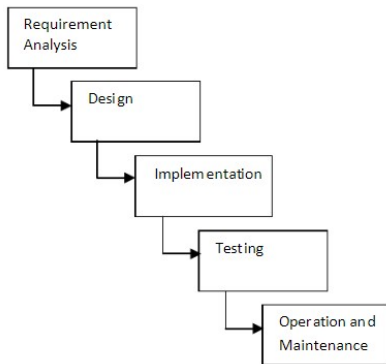 Requirement
Analysis
Design
Implementation
Testing
Operation and
Maintenance